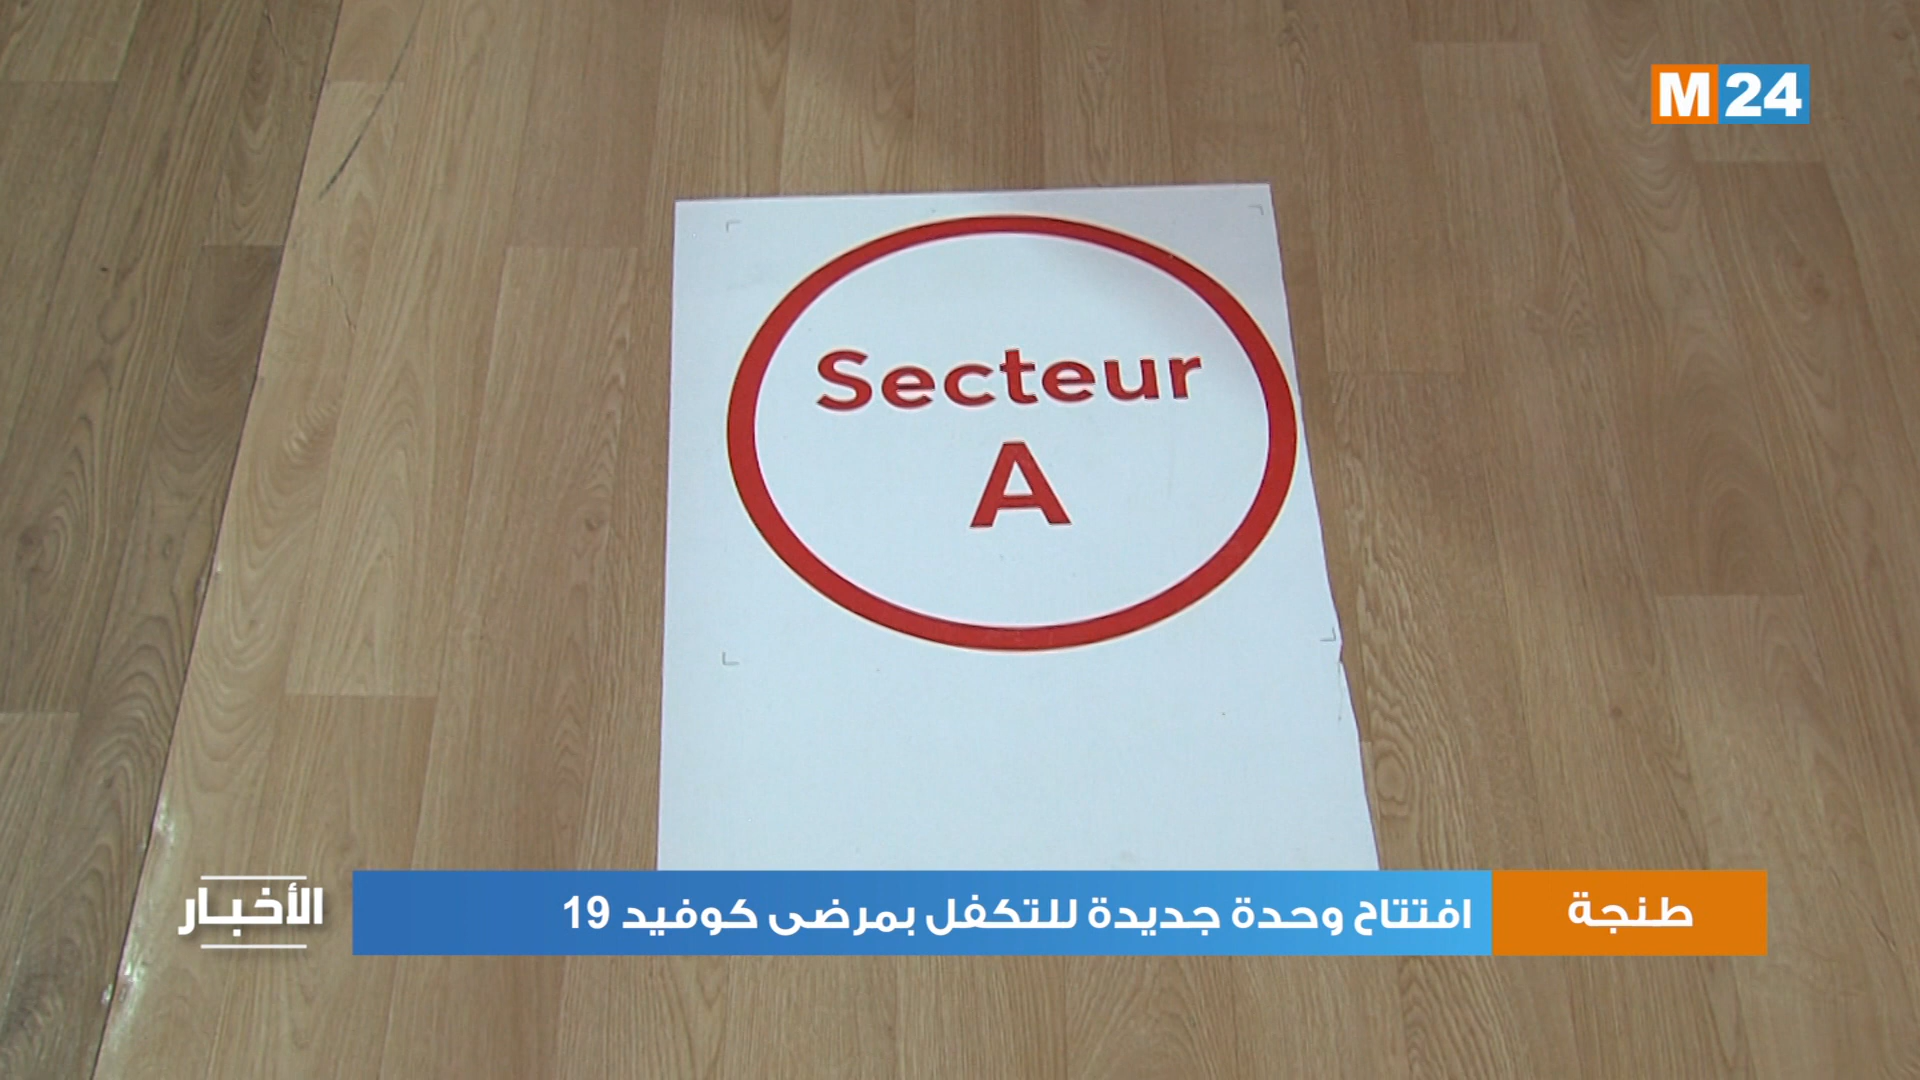 M24
Secteur
A
طنجة
افتتاح وحدة جديدة للتكفل بمرضى كوفيد 19
الأخبار